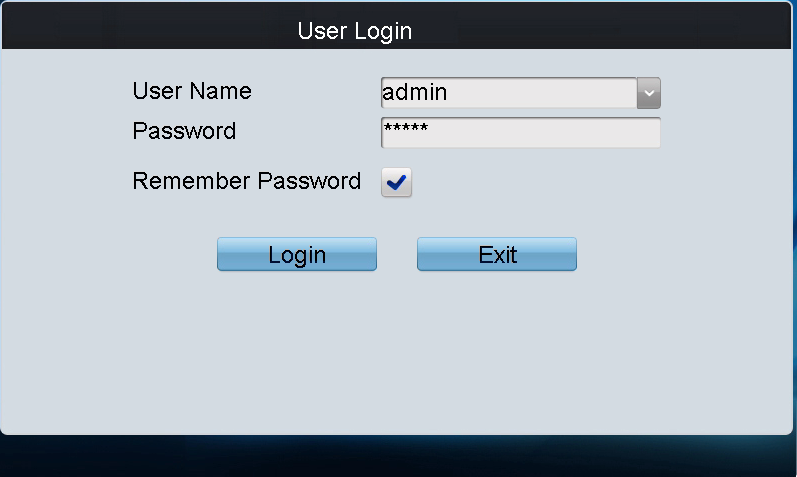 User Login
User Name admin
Password *****
Remember Password
Login Exit